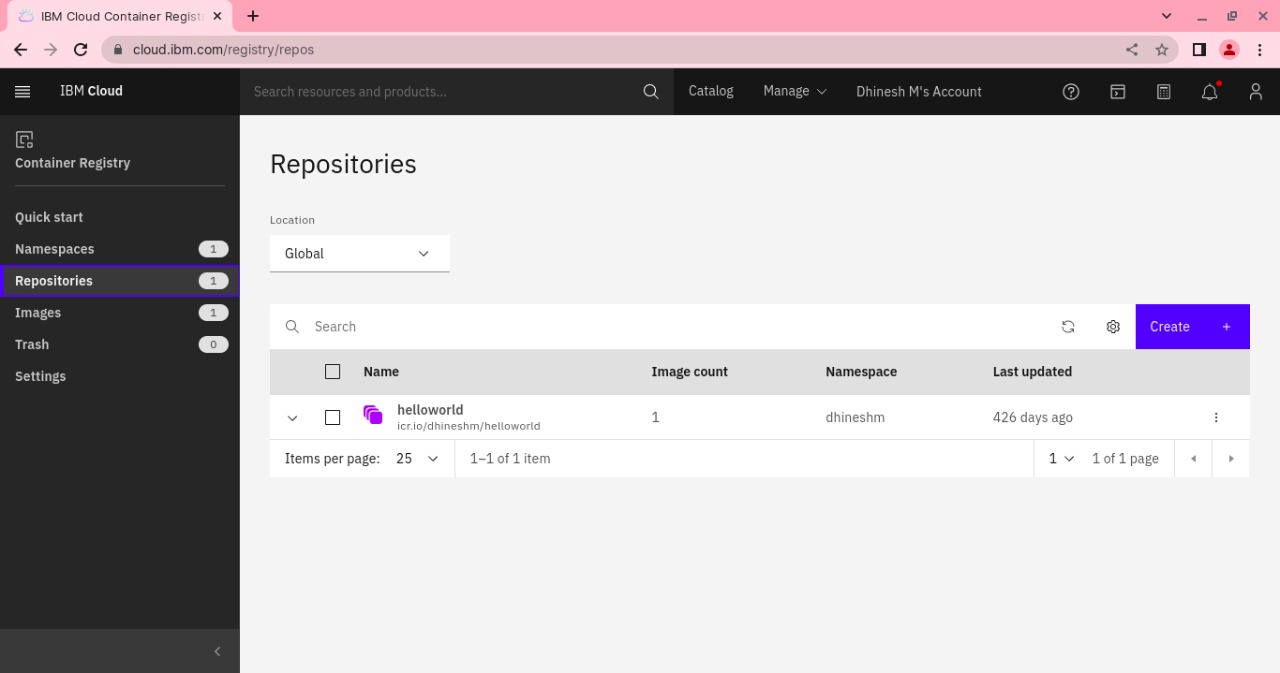 IBM Cloud Container Regist
cloud.ibm.com/registry/repos
IBM Cloud
Search resources and products...
Catalog
Manage
Dhinesh M's Account
Container Registry
Quick start
Namespaces 1
Repositories 1
Images 1
Trash 0
Settings
Repositories
Location
Global
Search
Create +
Name Image count Namespace Last updated
helloworld 1 dhineshm 426 days ago
icr.io/dhineshm/helloworld
Items per page: 25 1–1 of 1 item 1 1 of 1 page